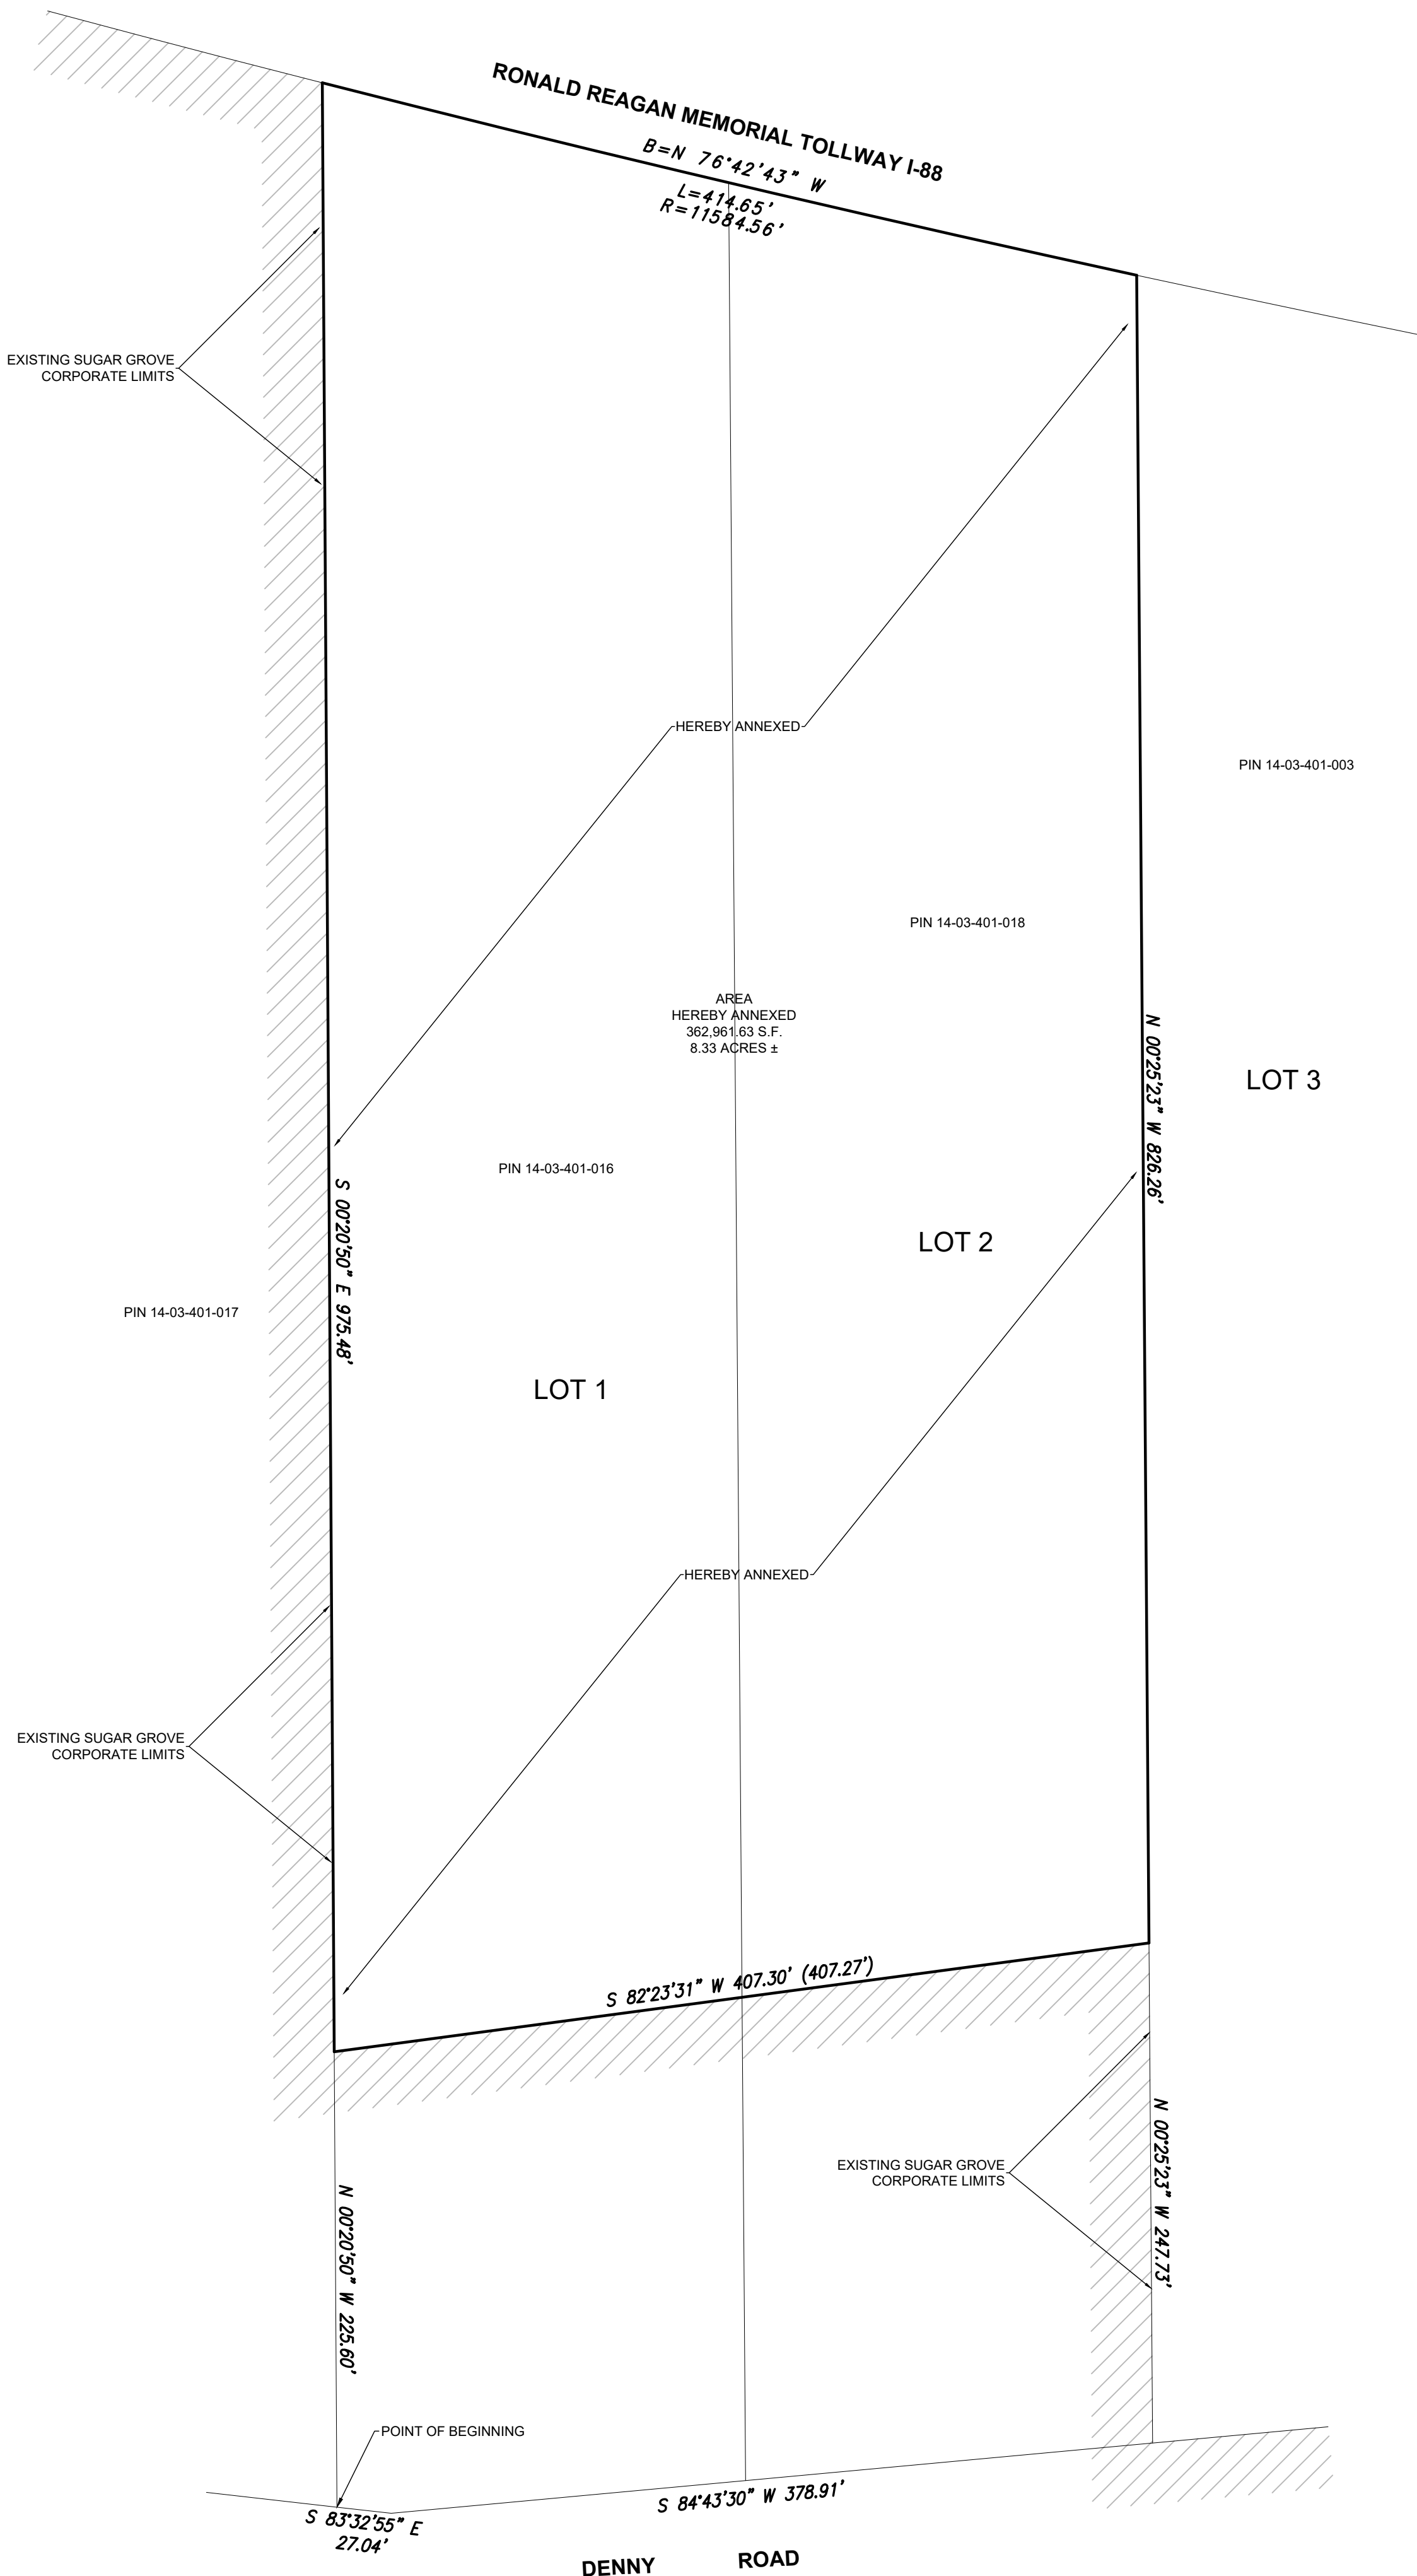 RONALD REAGAN MEMORIAL TOLLWAY I-88
B=N 76°42'43" W
L=414.65'
R=11584.56'
EXISTING SUGAR GROVE
CORPORATE LIMITS
HEREBY ANNEXED
PIN 14-03-401-003
PIN 14-03-401-018
AREA
HEREBY ANNEXED
362,961.63 S.F.
8.33 ACRES ±
N 00°25'23" W 826.26'
LOT 3
PIN 14-03-401-016
S 00°20'50" E 975.48'
LOT 2
PIN 14-03-401-017
LOT 1
HEREBY ANNEXED
EXISTING SUGAR GROVE
CORPORATE LIMITS
S 82°23'31" W 407.30' (407.27')
EXISTING SUGAR GROVE
CORPORATE LIMITS
N 00°25'23" W 247.73'
N 00°20'50" W 225.60'
POINT OF BEGINNING
S 84°43'30" W 378.91'
S 83°32'55" E
27.04'
DENNY ROAD